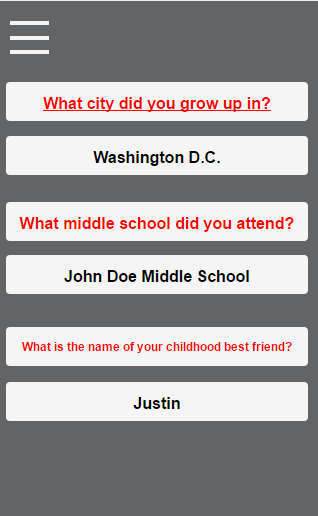 What city did you grow up in?
Washington D.C.
What middle school did you attend?
John Doe Middle School
What is the name of your childhood best friend?
Justin